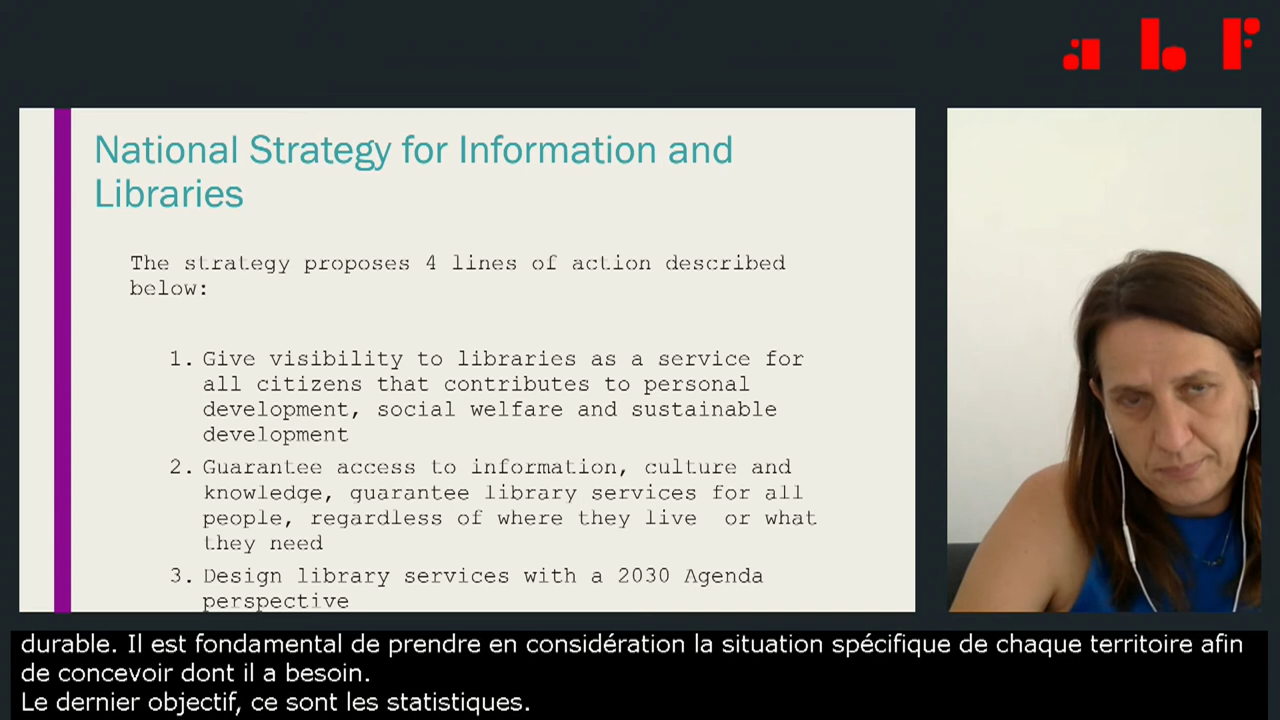 abf
National Strategy for Information and
Libraries
The strategy proposes 4 lines of action described
below:
1. Give visibility to libraries as a service for
all citizens that contributes to personal
development, social welfare and sustainable
development
2. Guarantee access to information, culture and
knowledge, guarantee library services for all
people, regardless of where they live or what
they need
3. Design library services with a 2030 Agenda
perspective
durable. Il est fondamental de prendre en considération la situation spécifique de chaque territoire afin
de concevoir dont il a besoin.
Le dernier objectif, ce sont les statistiques.